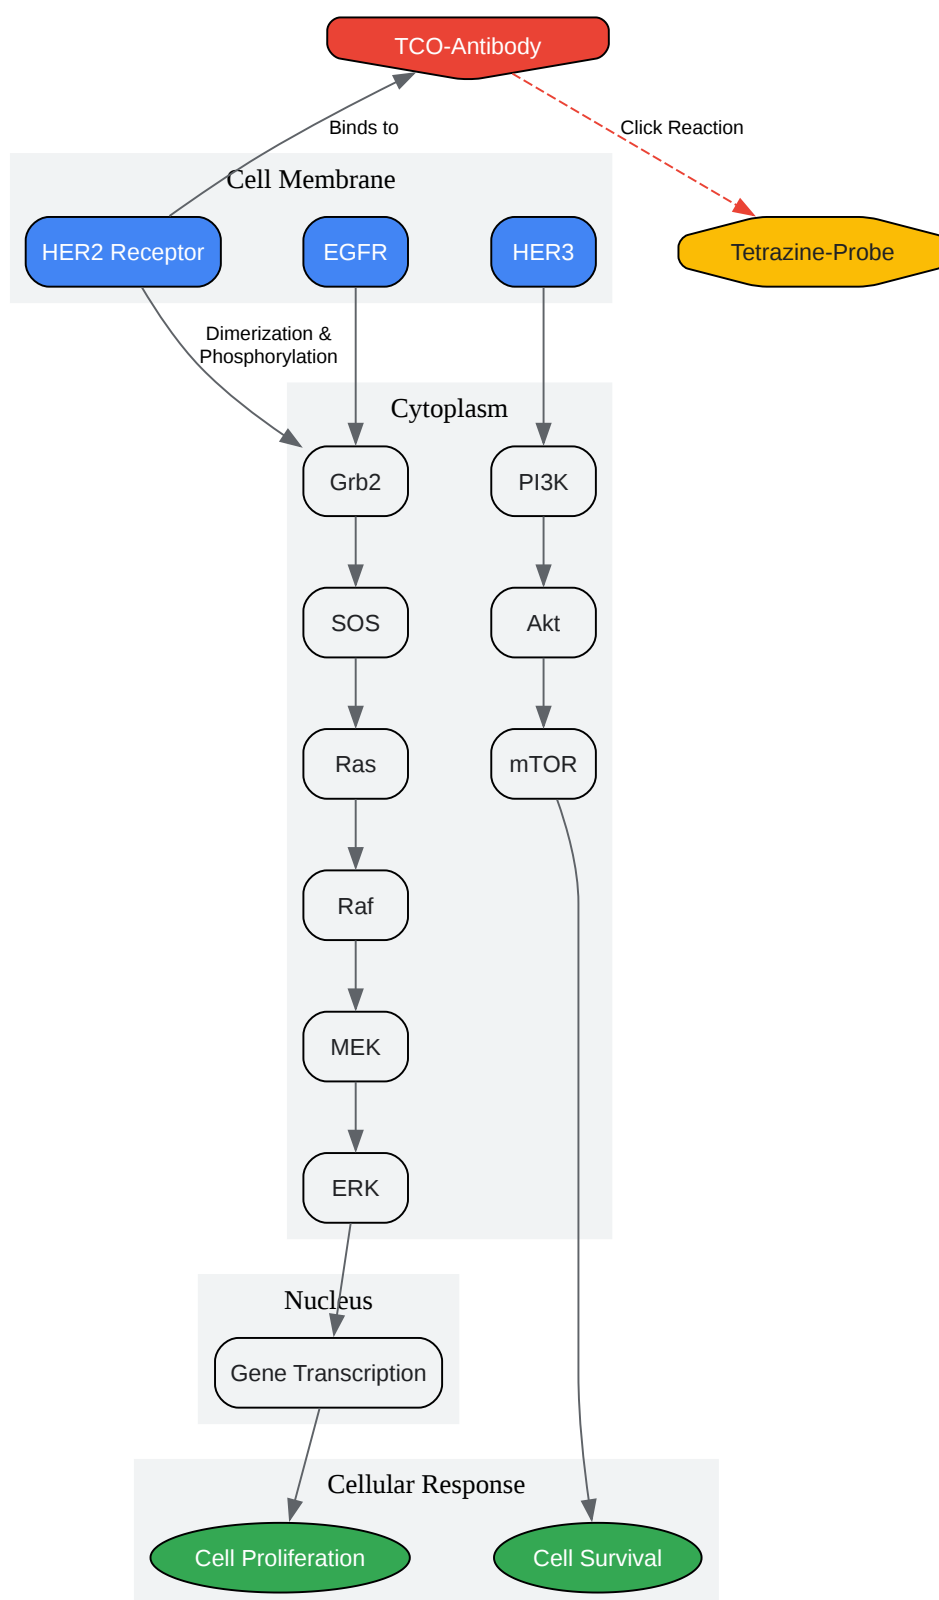 TCO-Antibody
Binds to
Click Reaction
Cell Membrane
HER2 Receptor
EGFR
HER3
Tetrazine-Probe
Dimerization &
Phosphorylation
Cytoplasm
Grb2
PI3K
SOS
Akt
Ras
mTOR
Raf
MEK
ERK
Nucleus
Gene Transcription
Cellular Response
Cell Proliferation
Cell Survival